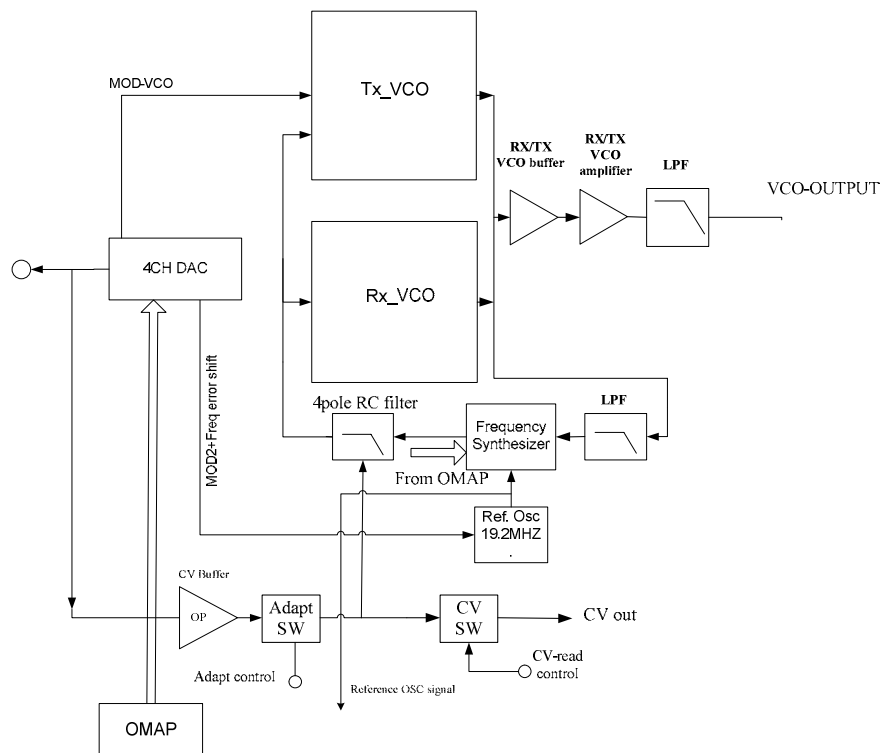 MOD-VCO
Tx_VCO
RX/TX
VCO buffer
RX/TX
VCO
amplifier
LPF
VCO-OUTPUT
4CH DAC
Rx_VCO
MOD2+Freq error shift
4pole RC filter
Frequency
Synthesizer
LPF
From OMAP
Ref. Osc
19.2MHZ
.
CV Buffer
OP
Adapt
SW
CV
SW
CV out
Adapt control
CV-read
control
Reference OSC signal
OMAP